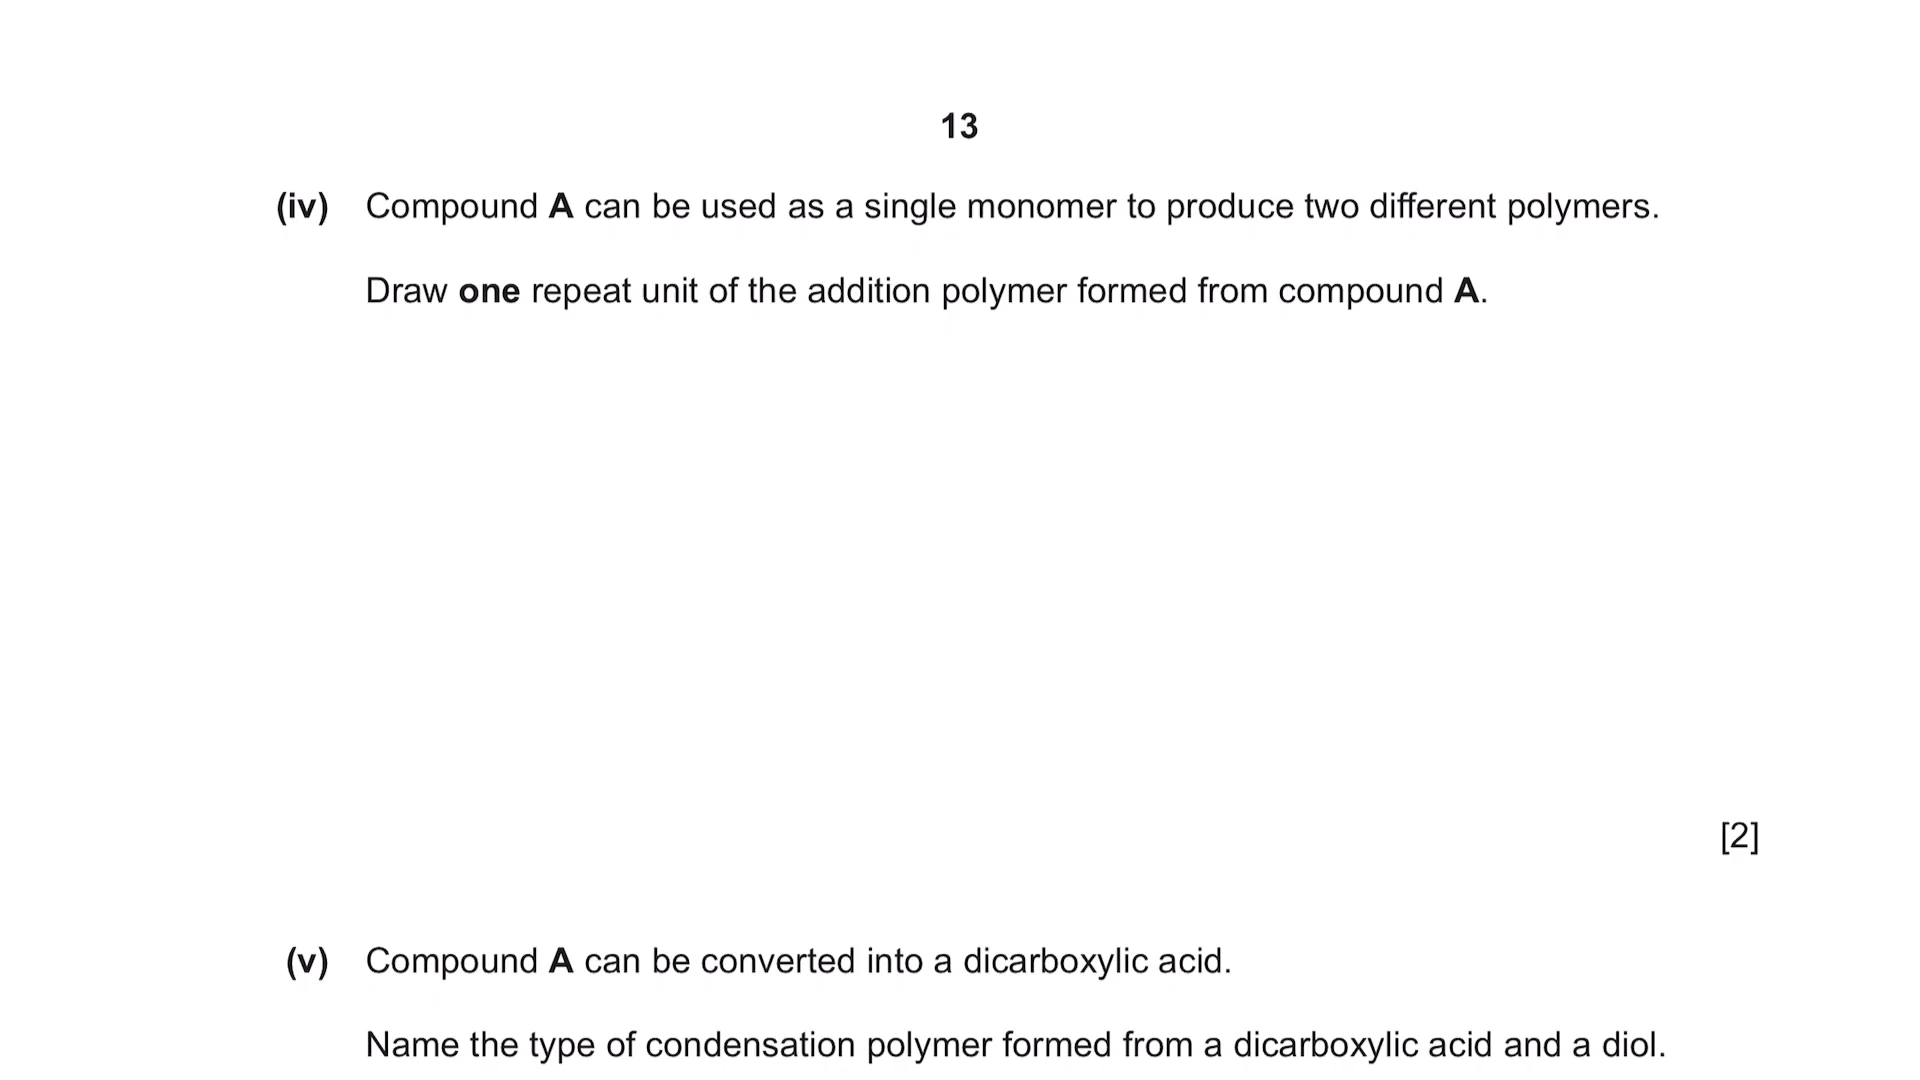 13
(iv) Compound A can be used as a single monomer to produce two different polymers.
Draw one repeat unit of the addition polymer formed from compound A.
[2]
(v) Compound A can be converted into a dicarboxylic acid.
Name the type of condensation polymer formed from a dicarboxylic acid and a diol.